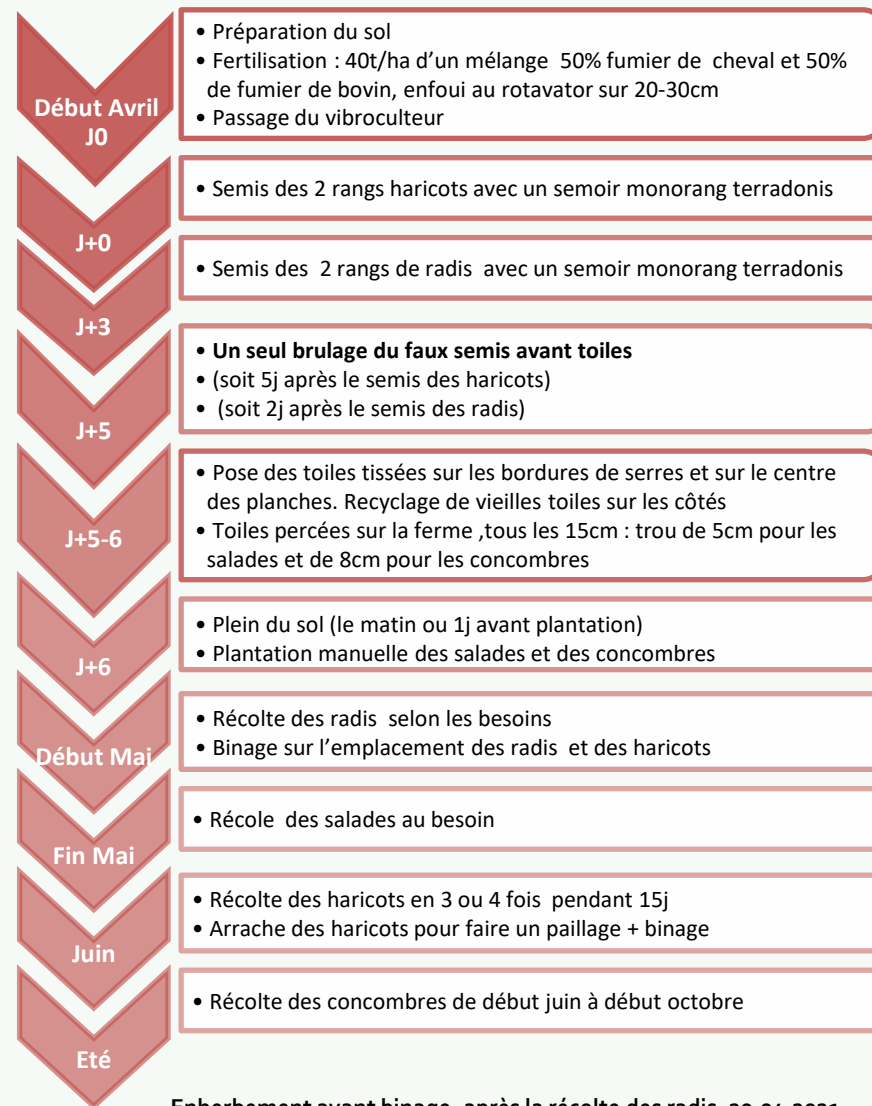 Début Avril
J0
• Préparation du sol
• Fertilisation : 40t/ha d'un mélange 50% fumier de cheval et 50%
de fumier de bovin, enfoui au rotavator sur 20-30cm
• Passage du vibroculteur
J+0
• Semis des 2 rangs haricots avec un semoir monorang terradonis
J+3
• Semis des 2 rangs de radis avec un semoir monorang terradonis
J+5
• Un seul brulage du faux semis avant toiles
• (soit 5j après le semis des haricots)
• (soit 2j après le semis des radis)
J+5-6
• Pose des toiles tissées sur les bordures de serres et sur le centre
des planches. Recyclage de vieilles toiles sur les côtés
• Toiles percées sur la ferme ,tous les 15cm : trou de 5cm pour les
salades et de 8cm pour les concombres
J+6
• Plein du sol (le matin ou 1j avant plantation)
• Plantation manuelle des salades et des concombres
Début Mai
• Récolte des radis selon les besoins
• Binage sur l'emplacement des radis et des haricots
Fin Mai
• Récole des salades au besoin
Juin
• Récolte des haricots en 3 ou 4 fois pendant 15j
• Arrache des haricots pour faire un paillage + binage
Eté
• Récolte des concombres de début juin à début octobre
Enherbement avant binage, après la récolte des radis